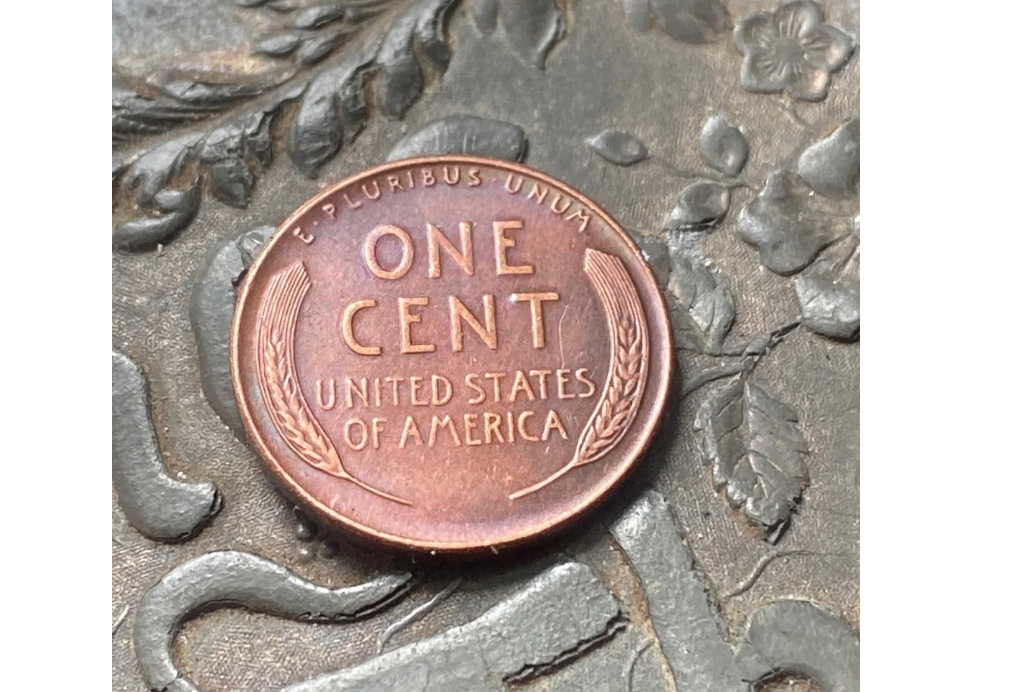 E · PLURIBUS · UNUM
ONE
CENT
UNITED STATES
OF AMERICA